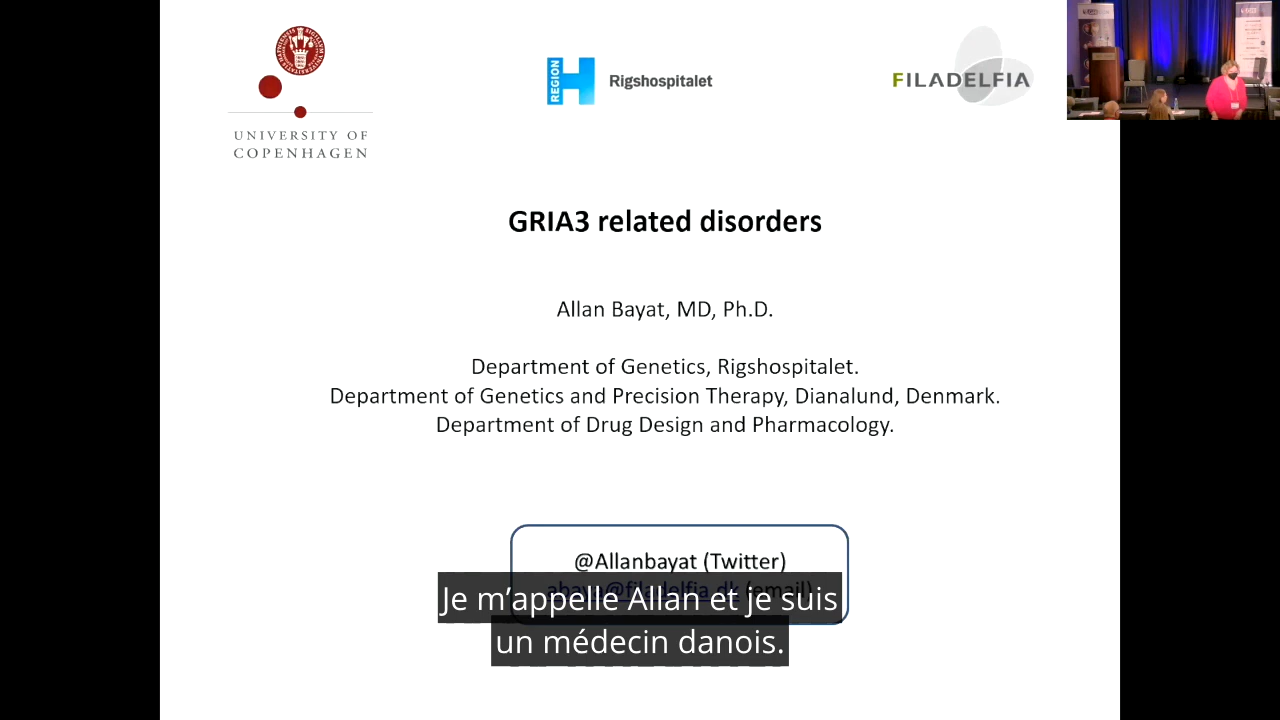 UNIVERSITY OF
COPENHAGEN
REGION
H
Rigshospitalet
FILADELFIA
GRIA3 related disorders
Allan Bayat, MD, Ph.D.
Department of Genetics, Rigshospitalet.
Department of Genetics and Precision Therapy, Dianalund, Denmark.
Department of Drug Design and Pharmacology.
@Allanbayat (Twitter)
Je m’appelle Allan et je suis
un médecin danois.